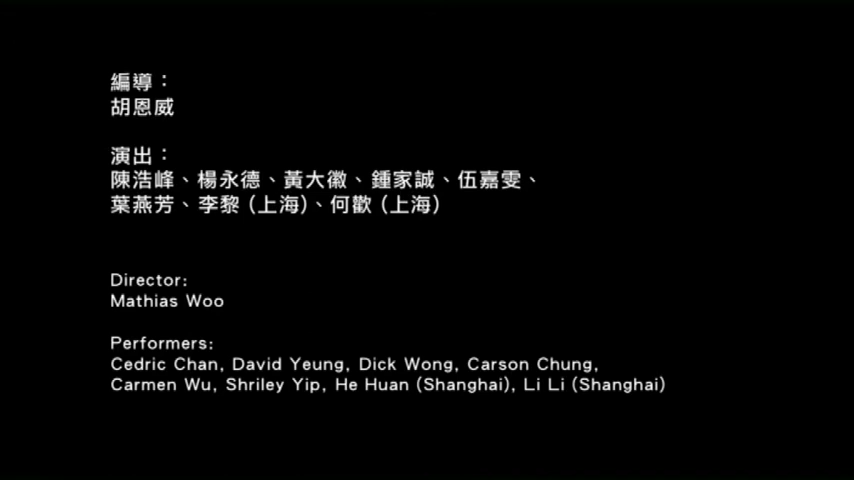 編導：
胡恩威
演出：
陳浩峰、楊永德、黃大徽、鍾家誠、伍嘉雯、
葉燕芳、李黎 (上海)、何歡 (上海)
Director:
Mathias Woo
Performers:
Cedric Chan, David Yeung, Dick Wong, Carson Chung,
Carmen Wu, Shriley Yip, He Huan (Shanghai), Li Li (Shanghai)